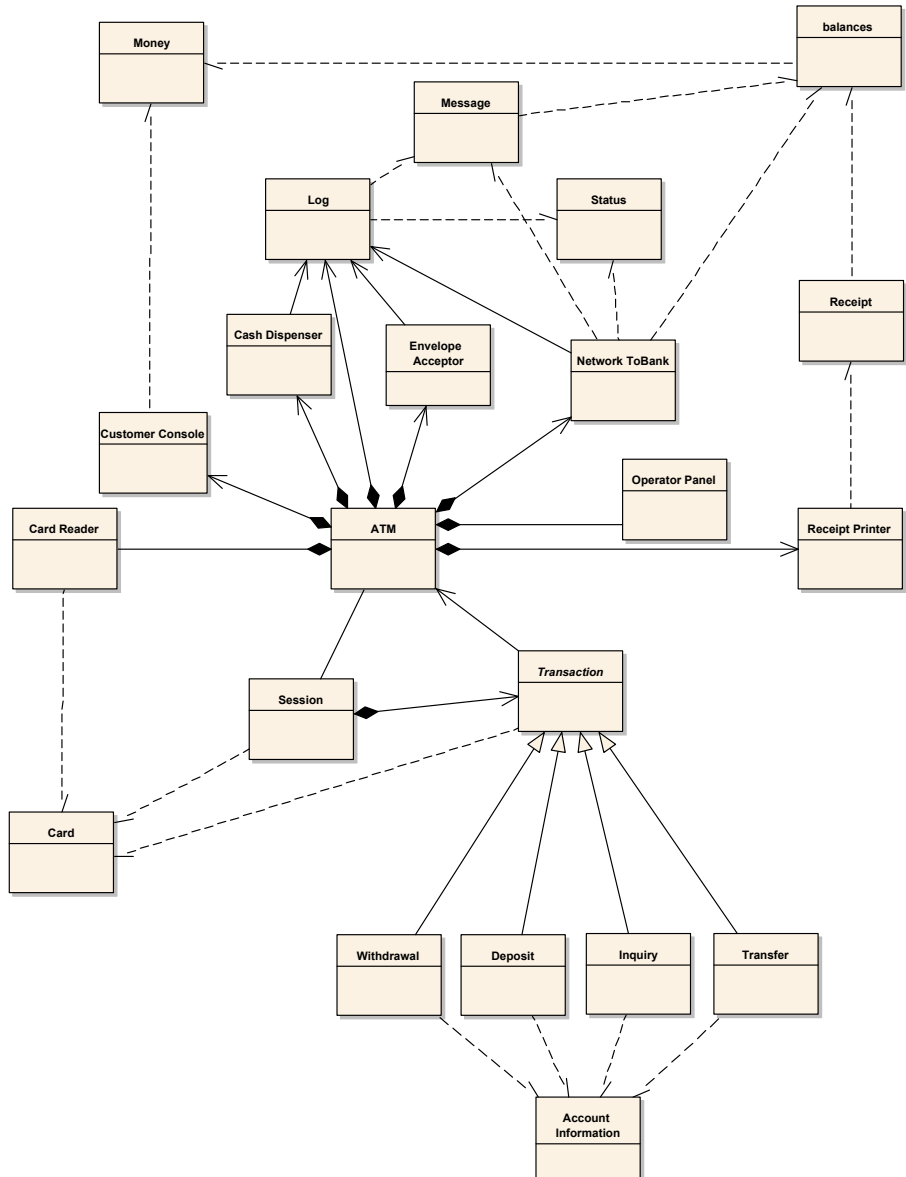 Money
balances
Message
Log
Status
Receipt
Cash Dispenser
Envelope
Acceptor
Network ToBank
Customer Console
Operator Panel
Card Reader
ATM
Receipt Printer
Transaction
Session
Card
Withdrawal
Deposit
Inquiry
Transfer
Account
Information